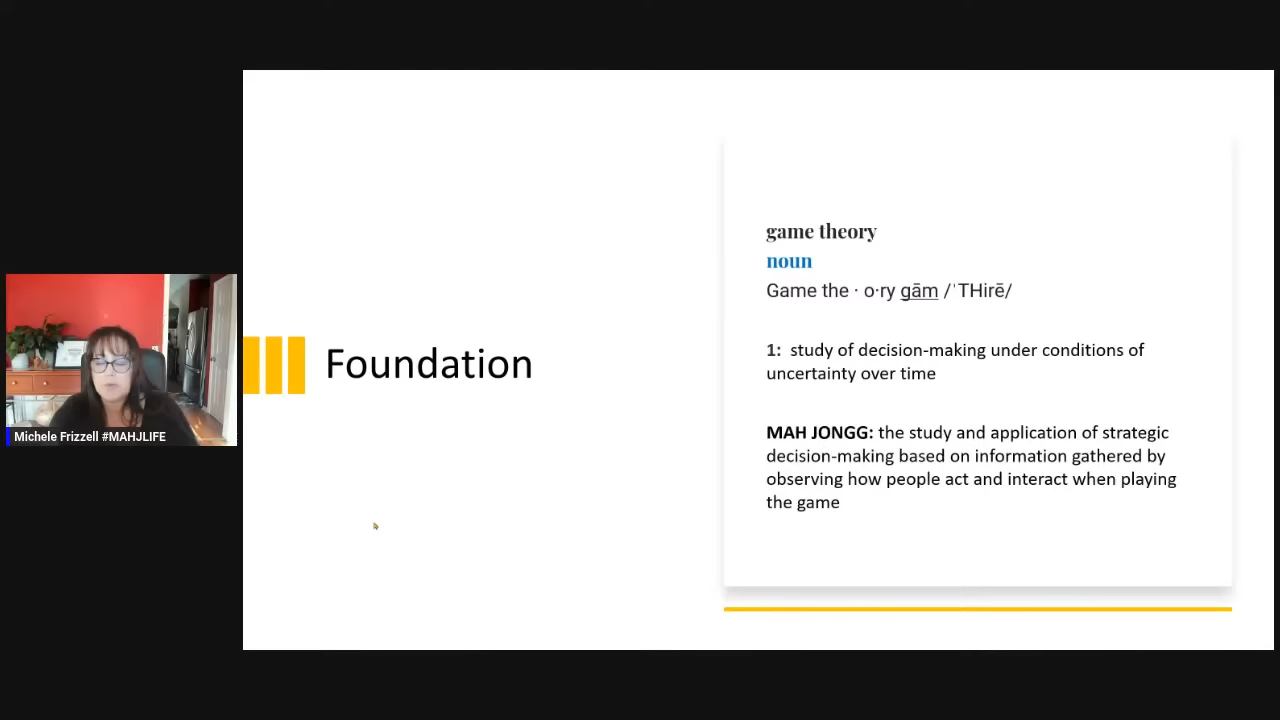 Michele Frizzell #MAHJLIFE
Foundation
game theory
noun
Game the · o·ry gām /ˈTHirē/
1: study of decision-making under conditions of
uncertainty over time
MAH JONGG: the study and application of strategic
decision-making based on information gathered by
observing how people act and interact when playing
the game